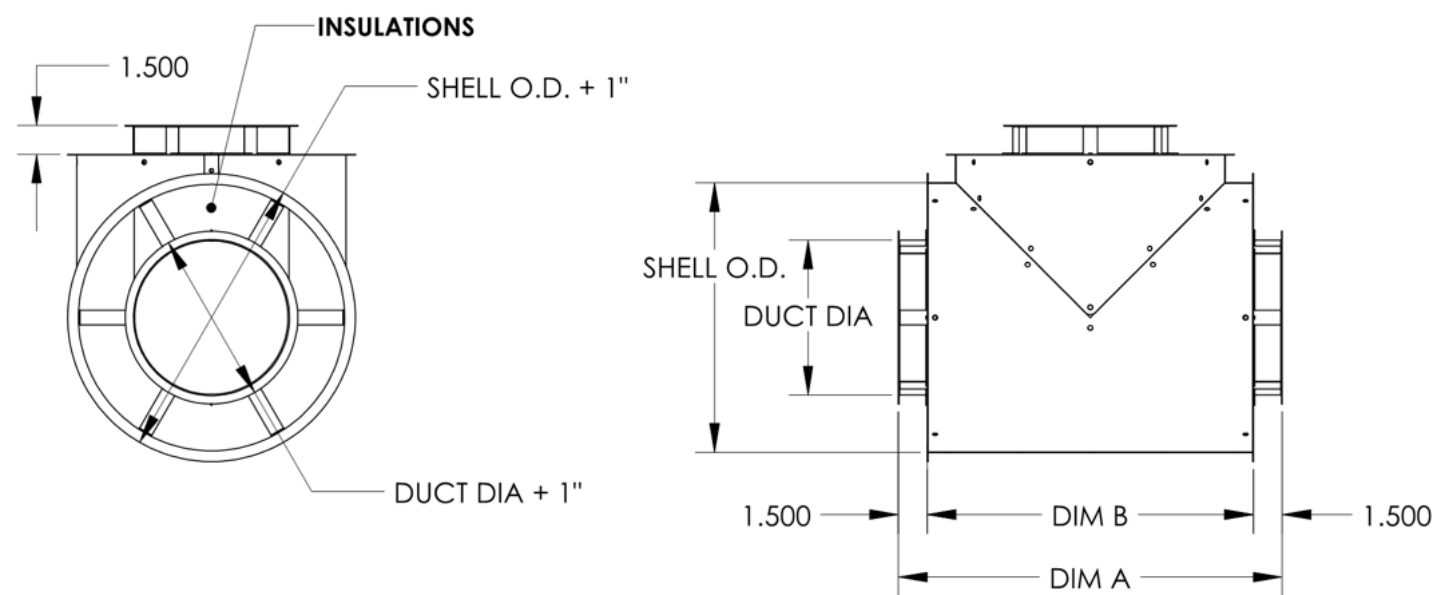 INSULATIONS
1.500
SHELL O.D. + 1"
DUCT DIA + 1"
SHELL O.D.
DUCT DIA
1.500
DIM B
1.500
DIM A